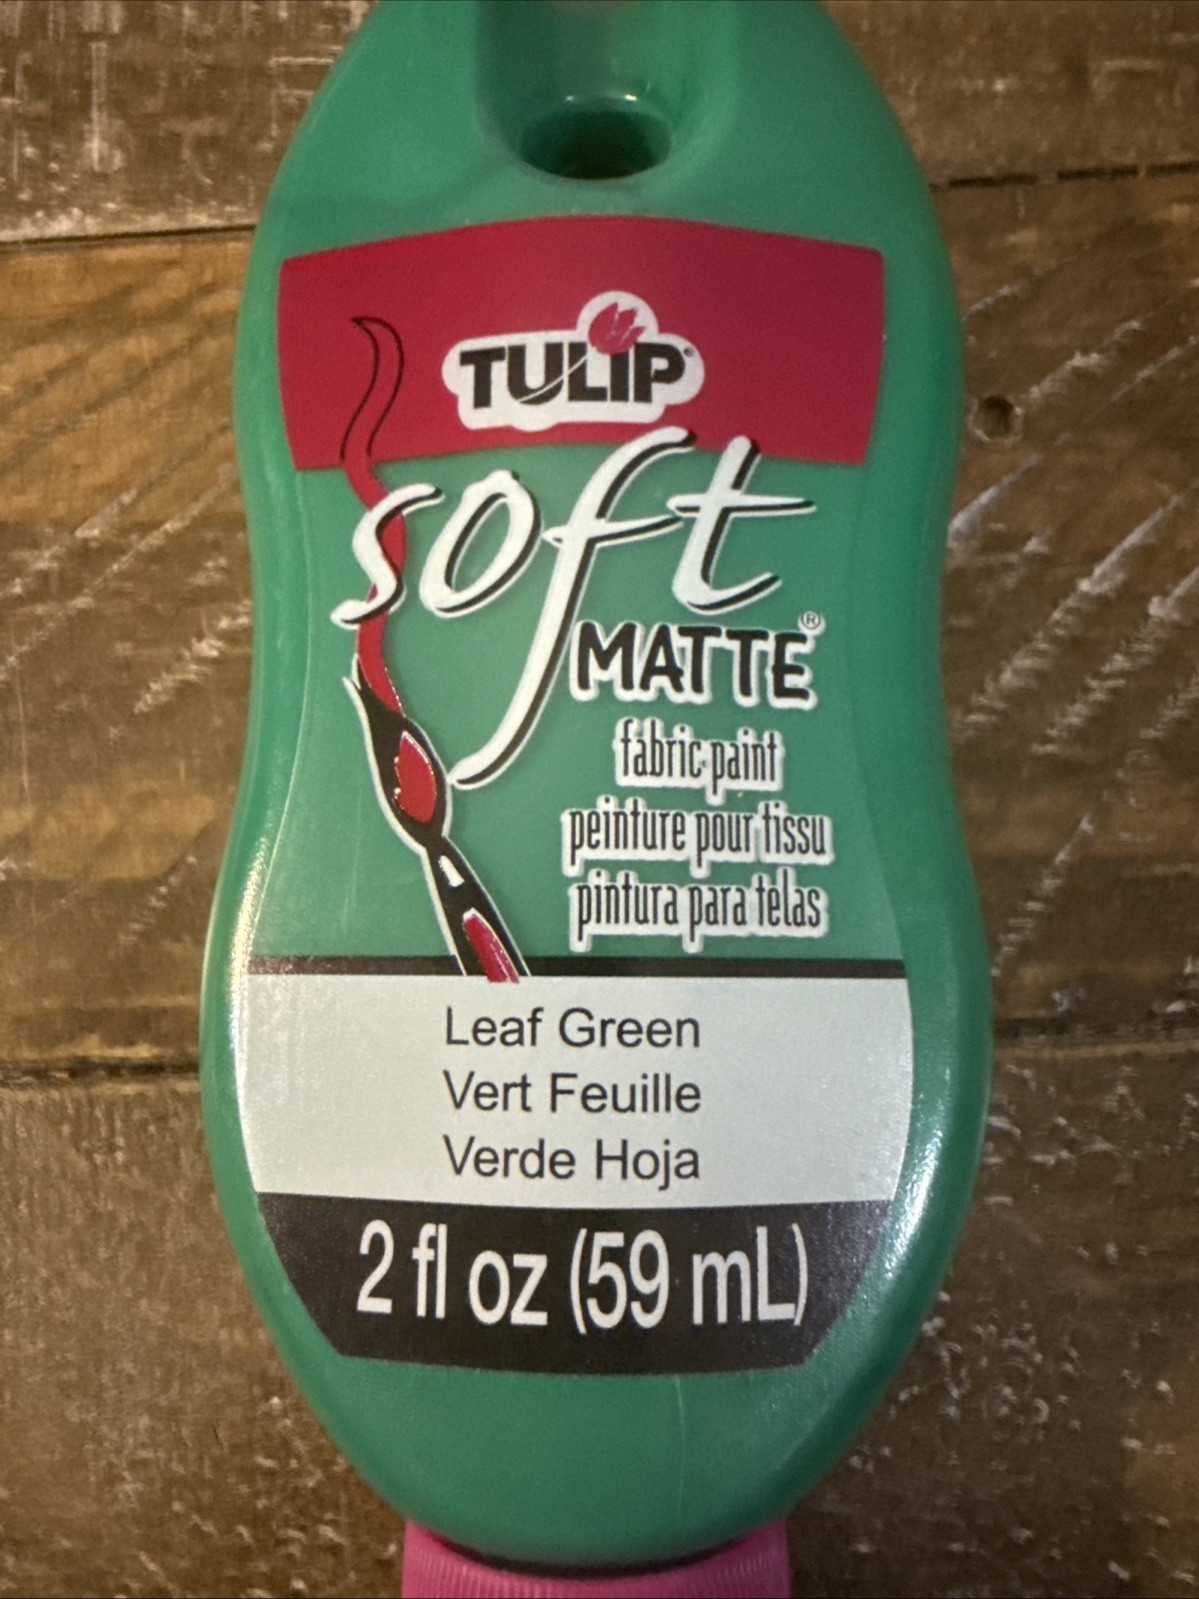 TULIP®
soft
MATTE®
fabric paint
peinture pour tissu
pintura para telas
Leaf Green
Vert Feuille
Verde Hoja
2 fl oz (59 mL)